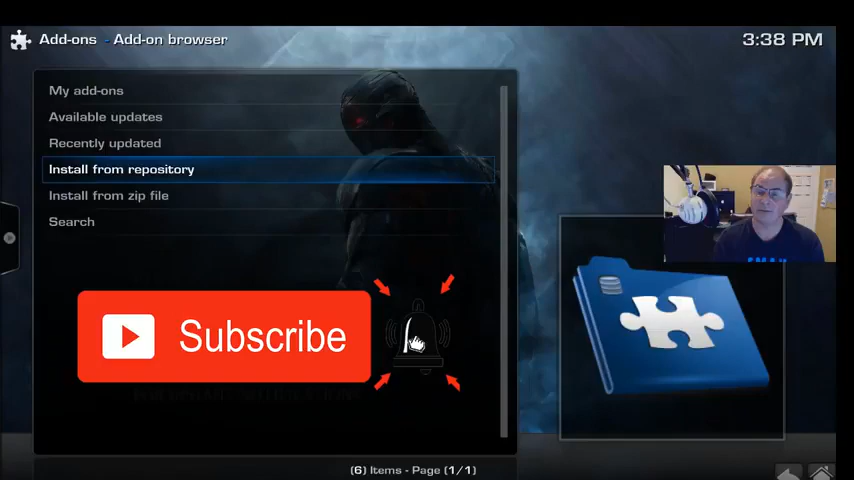 Add-ons - Add-on browser
3:38 PM
My add-ons
Available updates
Recently updated
Install from repository
Install from zip file
Search
Subscribe
(6) Items - Page (1/1)